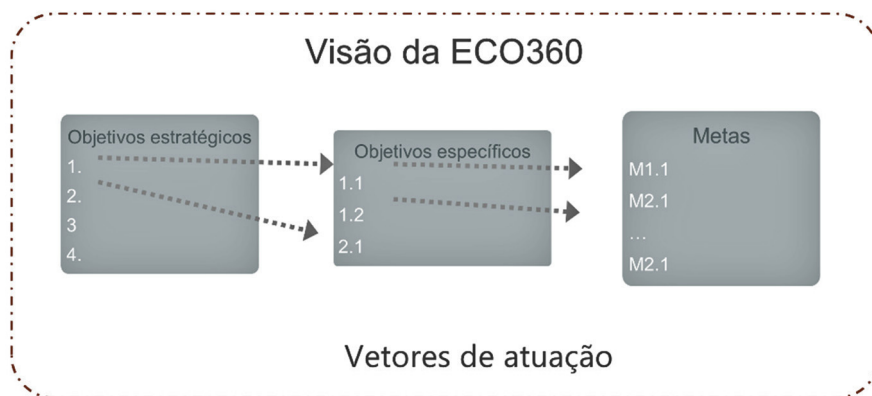 Visão da ECO360
Objetivos estratégicos
1.
2.
3
4.
Objetivos específicos
1.1
1.2
2.1
Metas
M1.1
M2.1
...
M2.1
Vetores de atuação